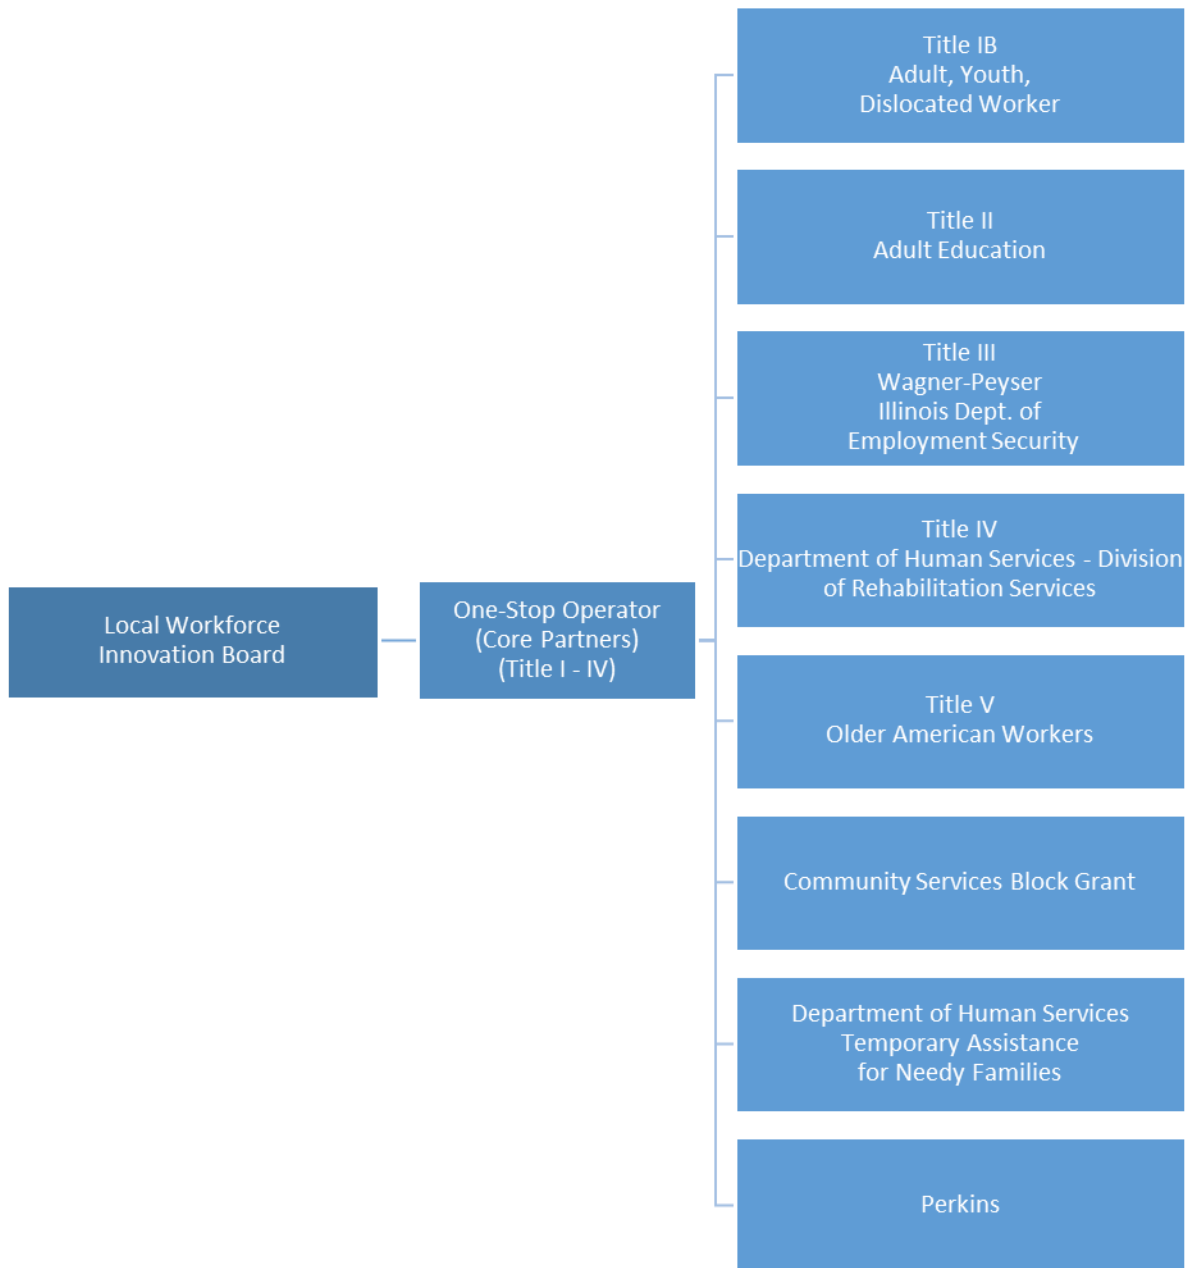 Local Workforce
Innovation Board
One-Stop Operator
(Core Partners)
(Title I - IV)
Title IB
Adult, Youth,
Dislocated Worker
Title II
Adult Education
Title III
Wagner-Peyser
Illinois Dept. of
Employment Security
Title IV
Department of Human Services - Division
of Rehabilitation Services
Title V
Older American Workers
Community Services Block Grant
Department of Human Services
Temporary Assistance
for Needy Families
Perkins